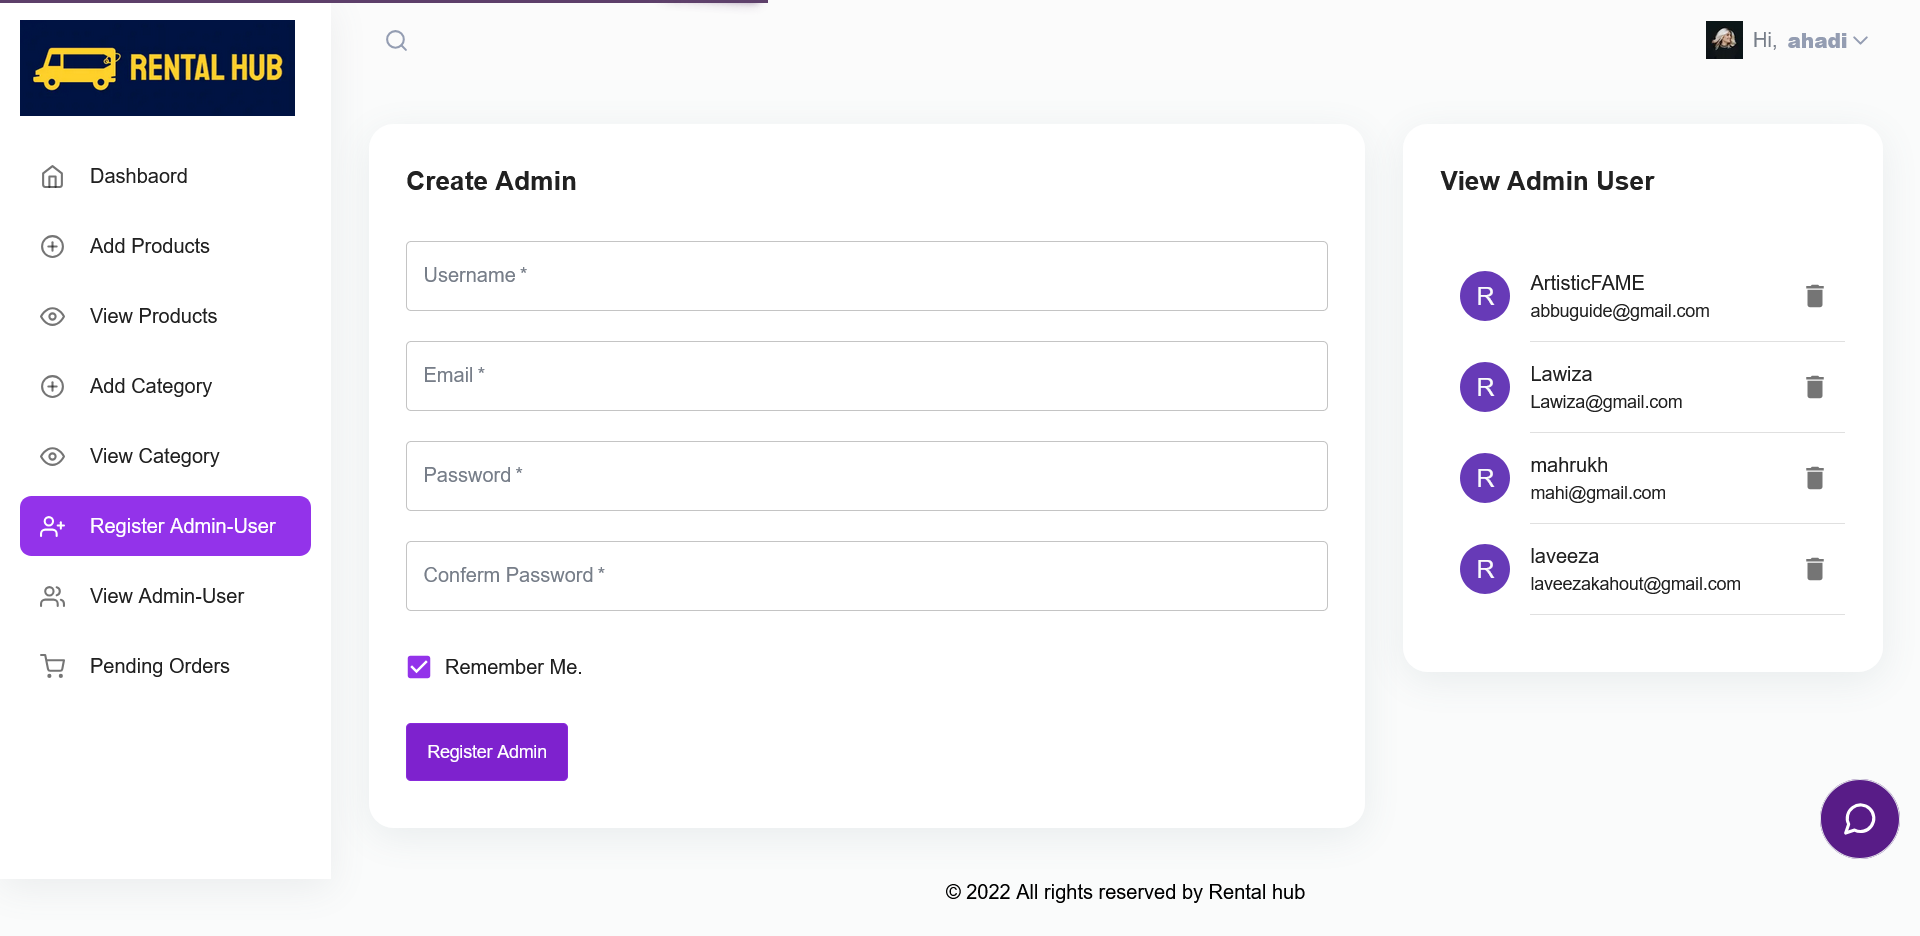 RENTAL HUB
Hi, ahadi
Dashbaord
Add Products
View Products
Add Category
View Category
Register Admin-User
View Admin-User
Pending Orders
Create Admin
Username *
Email *
Password *
Conferm Password *
Remember Me.
Register Admin
View Admin User
R
ArtisticFAME
abbuguide@gmail.com
R
Lawiza
Lawiza@gmail.com
R
mahrukh
mahi@gmail.com
R
laveeza
laveezakahout@gmail.com
© 2022 All rights reserved by Rental hub